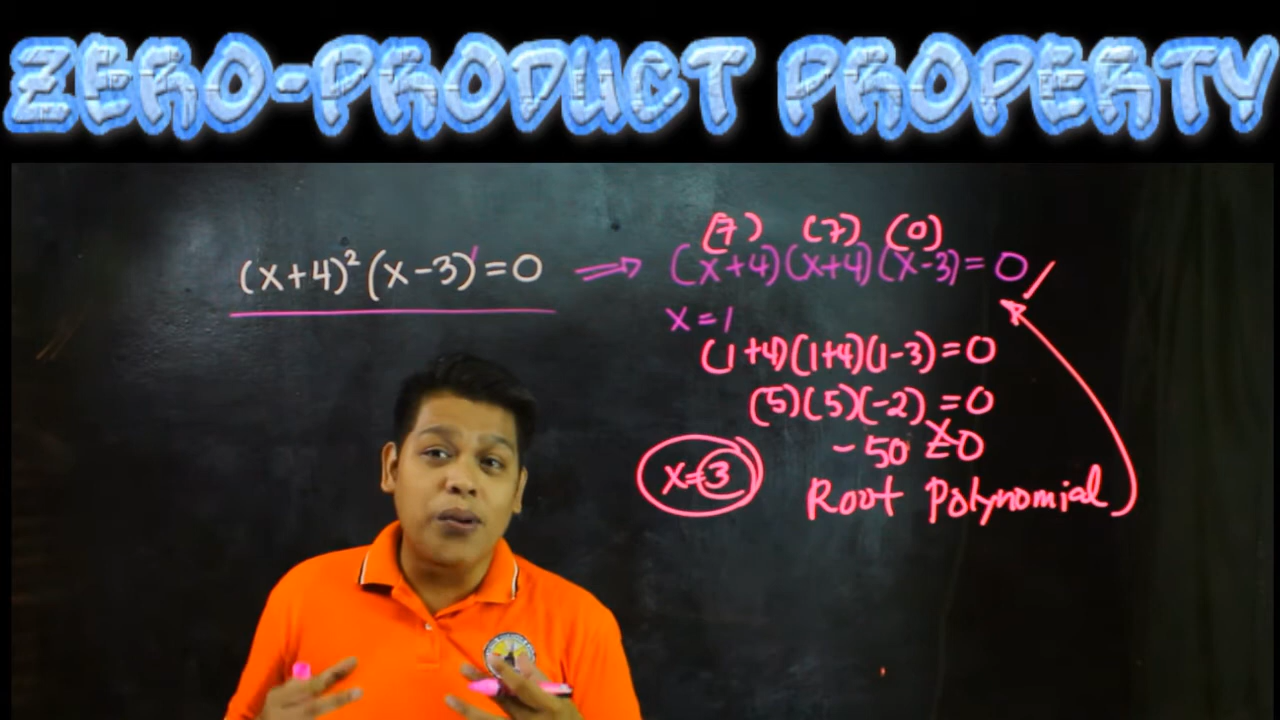 ZERO-PRODUCT PROPERTY
(x+4)²(x-3)¹=0 ⇒ (x+4)(x+4)(x-3)=0
(7) (7) (0)
x=1
(1+4)(1+4)(1-3)=0
(5)(5)(-2)=0
-50≠0
x=3
Root Polynomial